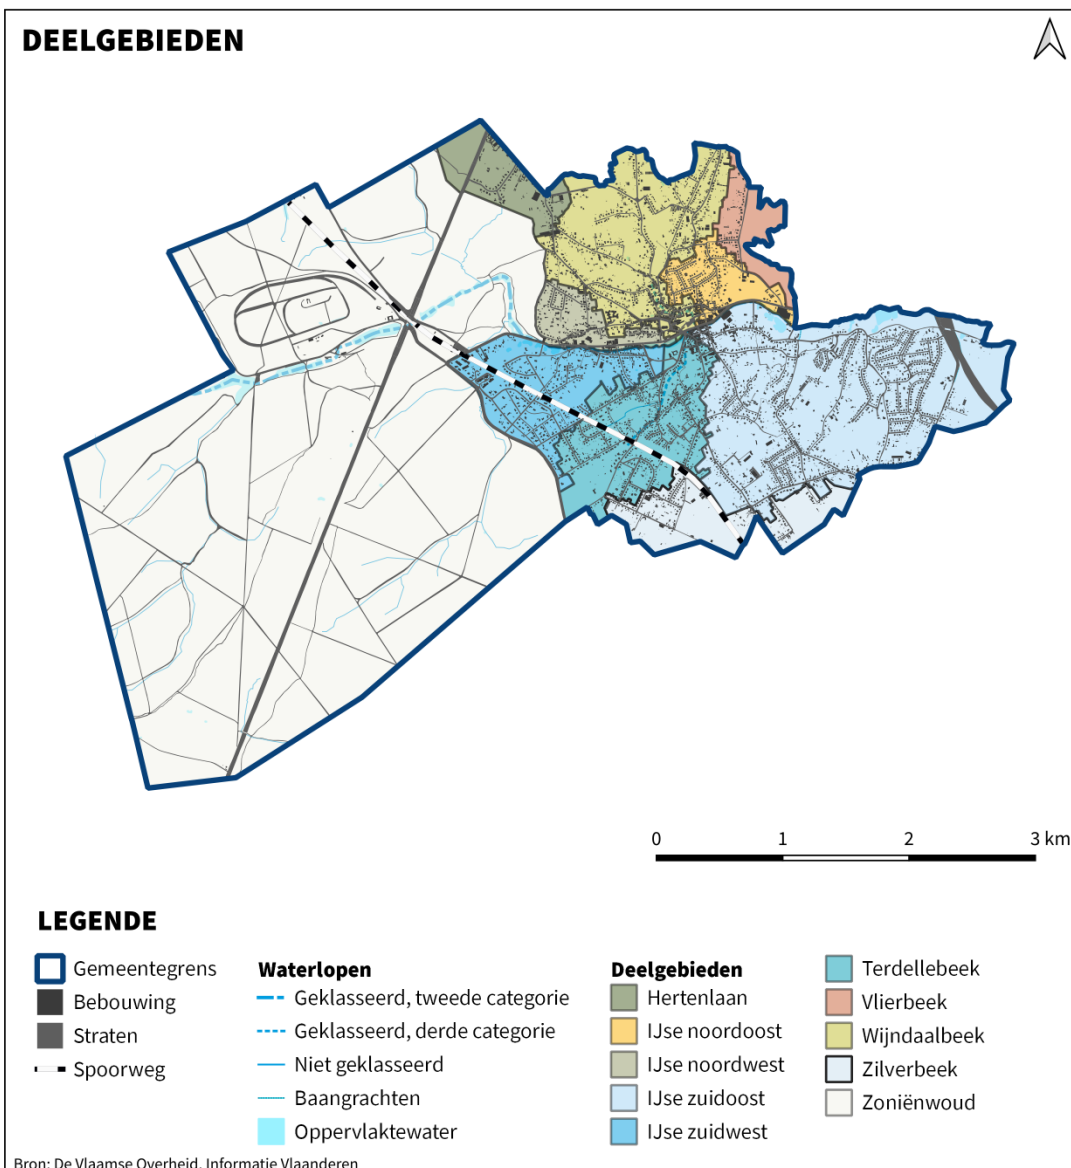 DEELGEBIEDEN
0 1 2 3 km
LEGENDE
Gemeentegrens
Bebouwing
Straten
Spoorweg
Waterlopen
Geklasseerd, tweede categorie
Geklasseerd, derde categorie
Niet geklasseerd
Baangrachten
Oppervlaktewater
Deelgebieden
Hertenlaan
IJse noordoost
IJse noordwest
IJse zuidoost
IJse zuidwest
Terdellebeek
Vlierbeek
Wijndaalbeek
Zilverbeek
Zoniënwoud
Bron: De Vlaamse Overheid, Informatie Vlaanderen